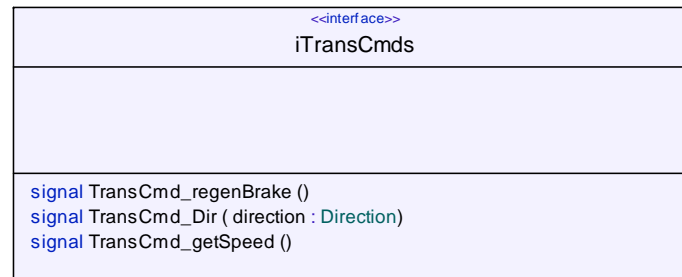 <<interface>>
iTransCmds
signal TransCmd_regenBrake ()
signal TransCmd_Dir ( direction : Direction)
signal TransCmd_getSpeed ()